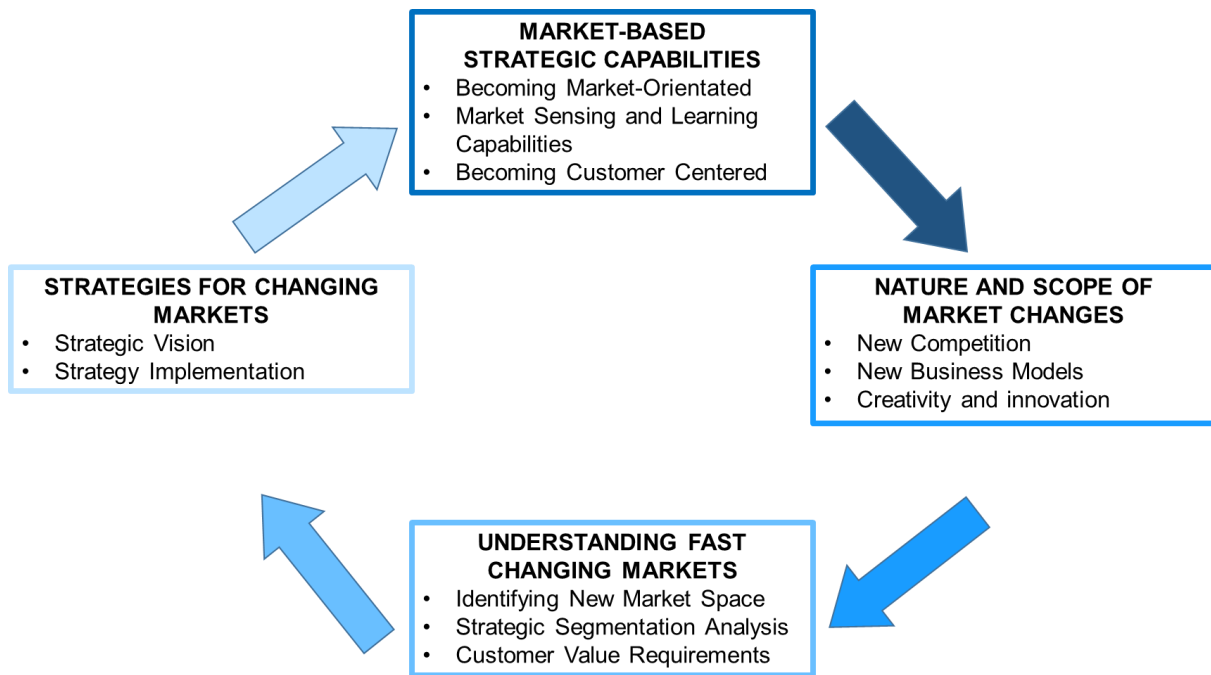 MARKET-BASED
STRATEGIC CAPABILITIES
• Becoming Market-Orientated
• Market Sensing and Learning
Capabilities
• Becoming Customer Centered
STRATEGIES FOR CHANGING
MARKETS
• Strategic Vision
• Strategy Implementation
NATURE AND SCOPE OF
MARKET CHANGES
• New Competition
• New Business Models
• Creativity and innovation
UNDERSTANDING FAST
CHANGING MARKETS
• Identifying New Market Space
• Strategic Segmentation Analysis
• Customer Value Requirements